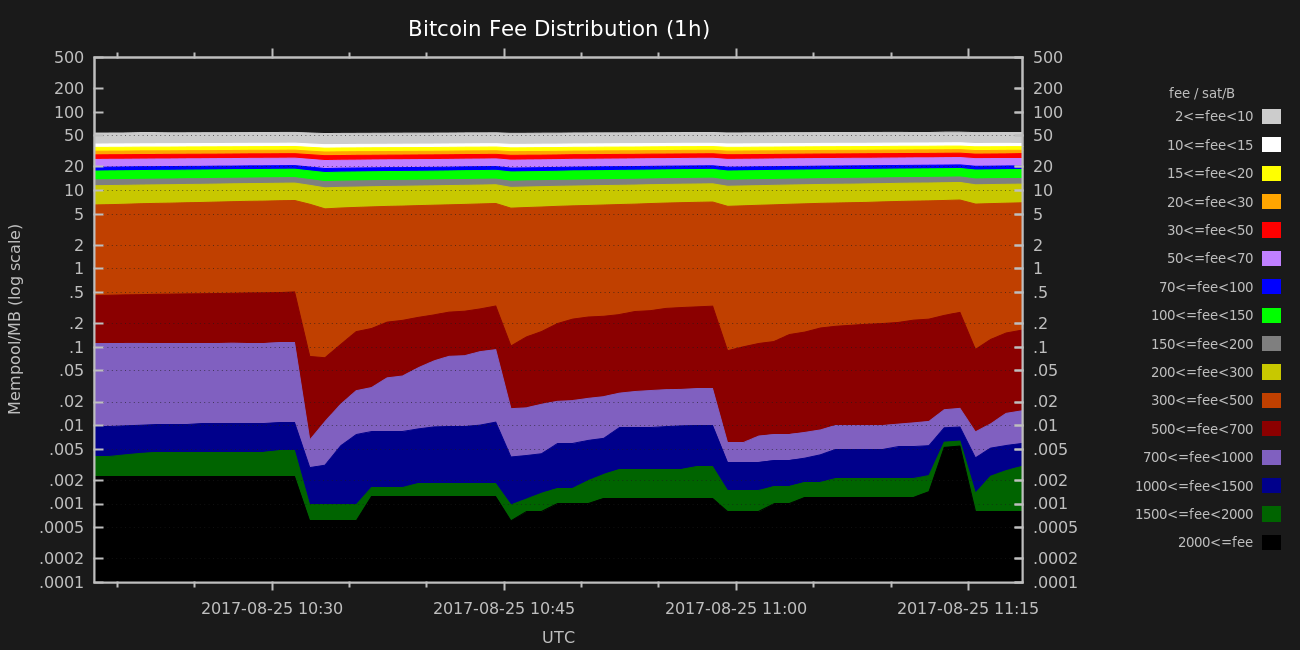 Bitcoin Fee Distribution (1h)
500
200
100
50
20
10
5
2
1
.5
.2
.1
.05
.02
.01
.005
.002
.001
.0005
.0002
.0001
Mempool/MB (log scale)
500
200
100
50
20
10
5
2
1
.5
.2
.1
.05
.02
.01
.005
.002
.001
.0005
.0002
.0001
2017-08-25 10:30
2017-08-25 10:45
2017-08-25 11:00
2017-08-25 11:15
UTC
fee / sat/B
2<=fee<10
10<=fee<15
15<=fee<20
20<=fee<30
30<=fee<50
50<=fee<70
70<=fee<100
100<=fee<150
150<=fee<200
200<=fee<300
300<=fee<500
500<=fee<700
700<=fee<1000
1000<=fee<1500
1500<=fee<2000
2000<=fee